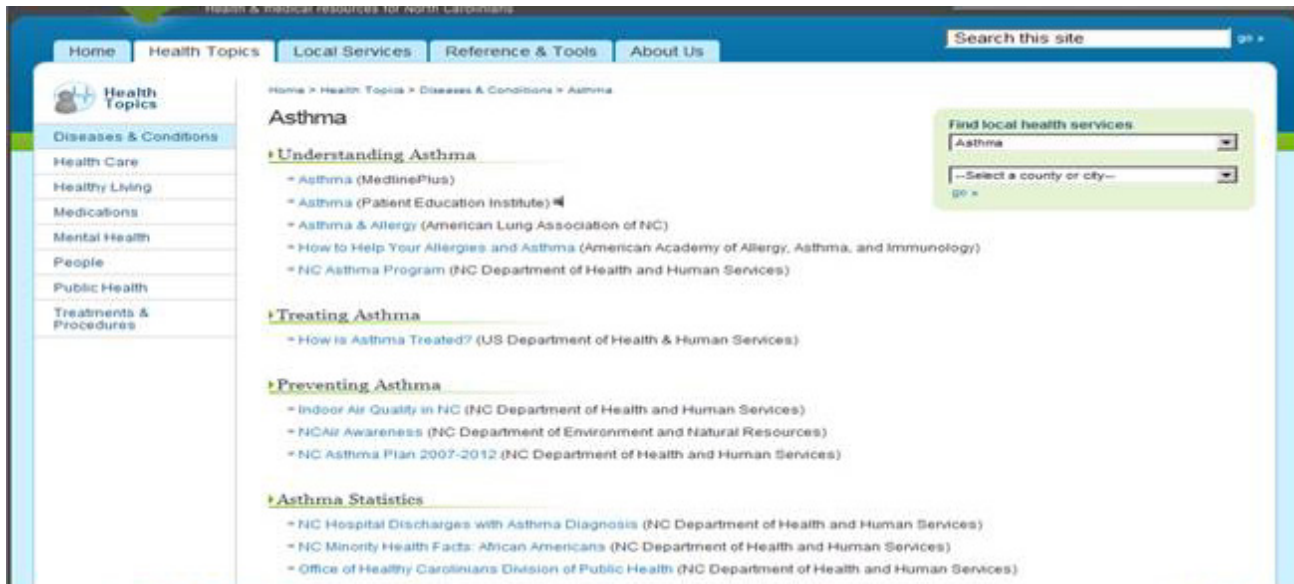 Health & medical resources for North Carolinians
Home
Health Topics
Local Services
Reference & Tools
About Us
Search this site
go »
Health
Topics
Diseases & Conditions
Health Care
Healthy Living
Medications
Mental Health
People
Public Health
Treatments &
Procedures
Home > Health Topics > Diseases & Conditions > Asthma
Asthma
Understanding Asthma
Asthma (MedlinePlus)
Asthma (Patient Education Institute)
Asthma & Allergy (American Lung Association of NC)
How to Help Your Allergies and Asthma (American Academy of Allergy, Asthma, and Immunology)
NC Asthma Program (NC Department of Health and Human Services)
Treating Asthma
How is Asthma Treated? (US Department of Health & Human Services)
Preventing Asthma
Indoor Air Quality in NC (NC Department of Health and Human Services)
NCAir Awareness (NC Department of Environment and Natural Resources)
NC Asthma Plan 2007-2012 (NC Department of Health and Human Services)
Asthma Statistics
NC Hospital Discharges with Asthma Diagnosis (NC Department of Health and Human Services)
NC Minority Health Facts: African Americans (NC Department of Health and Human Services)
Office of Healthy Carolinians Division of Public Health (NC Department of Health and Human Services)
Find local health services
Asthma
--Select a county or city--
go »